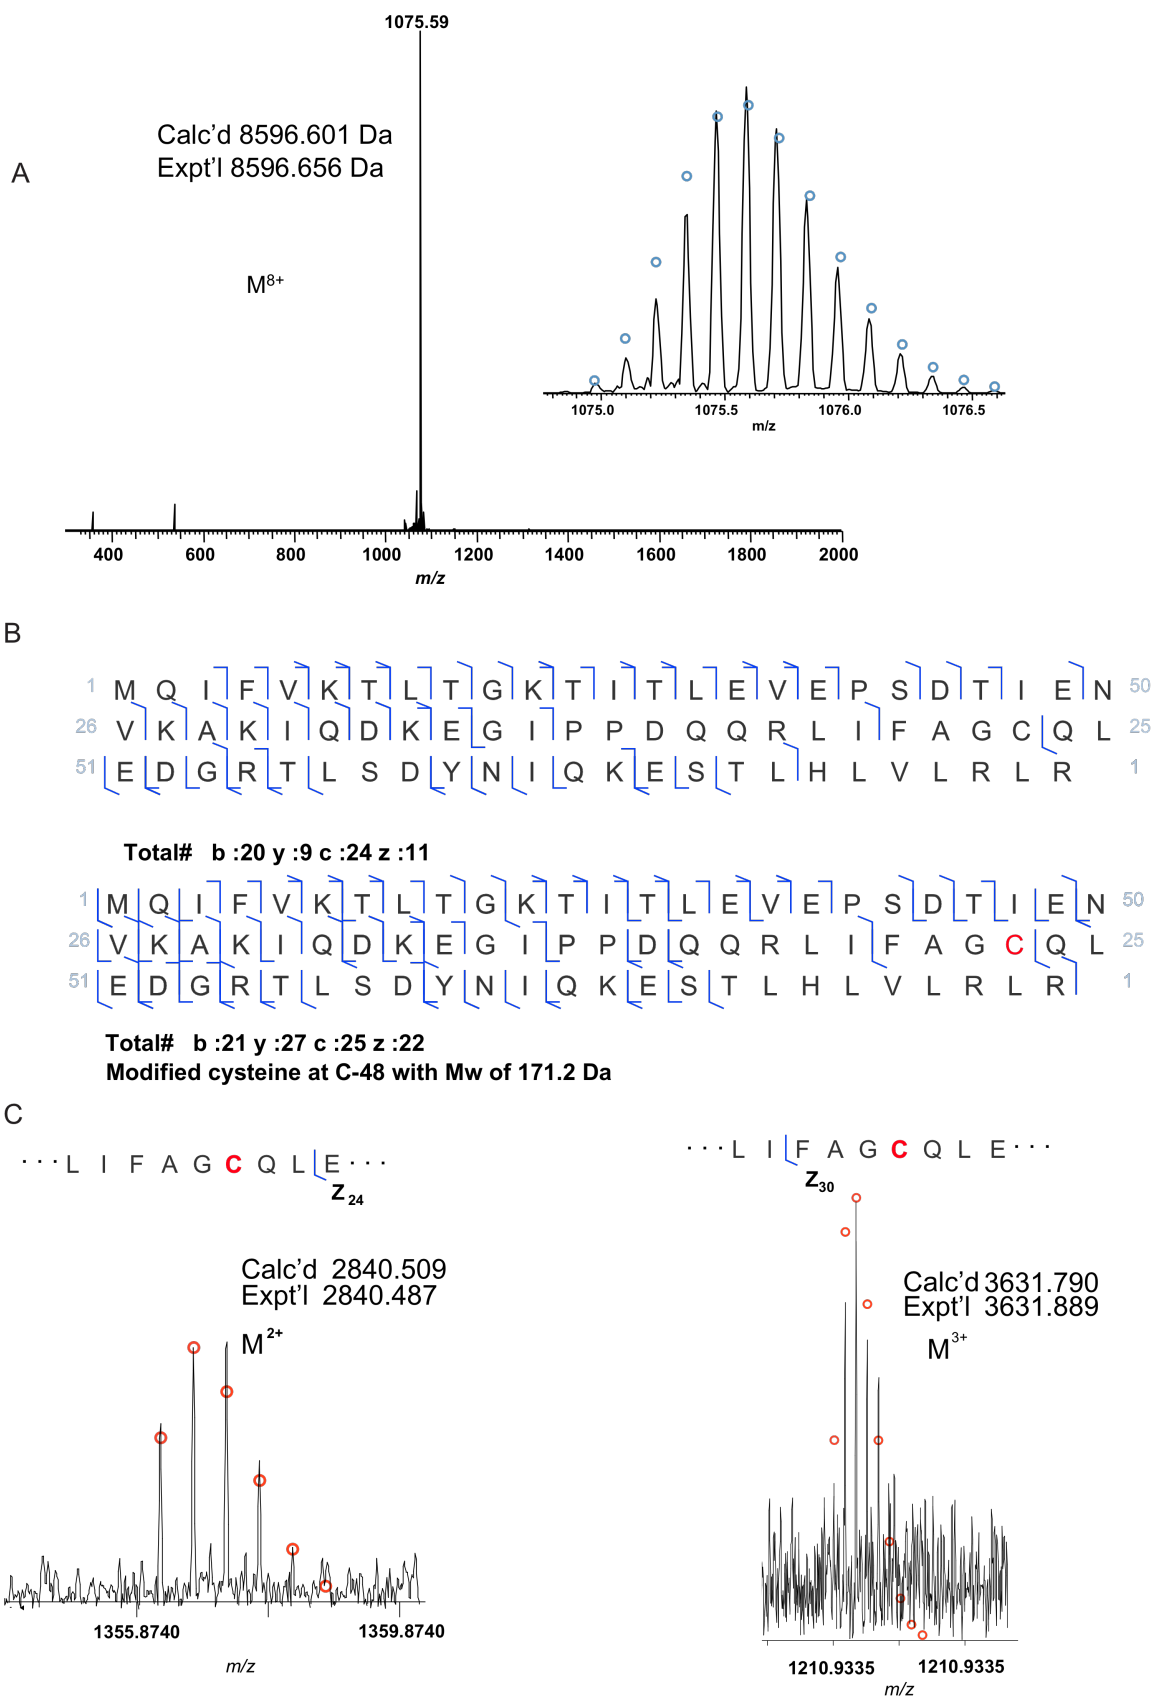 1075.59
Calc'd 8596.601 Da
Expt'l 8596.656 Da
A
M8+
1075.0 1075.5 1076.0 1076.5
m/z
400 600 800 1000 1200 1400 1600 1800 2000
m/z
B
1 M Q I F V K T L T G K T I T L E V E P S D T I E N 50
26 V K A K I Q D K E G I P P D Q Q R L I F A G C Q L 25
51 E D G R T L S D Y N I Q K E S T L H L V L R L R 1
Total# b :20 y :9 c :24 z :11
1 M Q I F V K T L T G K T I T L E V E P S D T I E N 50
26 V K A K I Q D K E G I P P D Q Q R L I F A G C Q L 25
51 E D G R T L S D Y N I Q K E S T L H L V L R L R 1
Total# b :21 y :27 c :25 z :22
Modified cysteine at C-48 with Mw of 171.2 Da
C
···L I F A G C Q L E···
Z24
Calc'd 2840.509
Expt'l 2840.487
M2+
1355.8740 1359.8740
m/z
···L I F A G C Q L E···
Z30
Calc'd 3631.790
Expt'l 3631.889
M3+
1210.9335 1210.9335
m/z